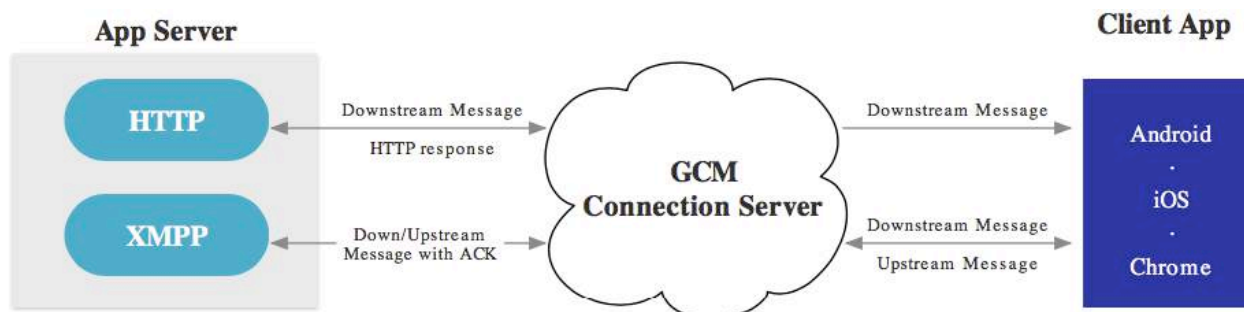 App Server
HTTP
XMPP
Downstream Message
HTTP response
Down/Upstream
Message with ACK
GCM
Connection Server
Downstream Message
Downstream Message
Upstream Message
Client App
Android
.
iOS
.
Chrome